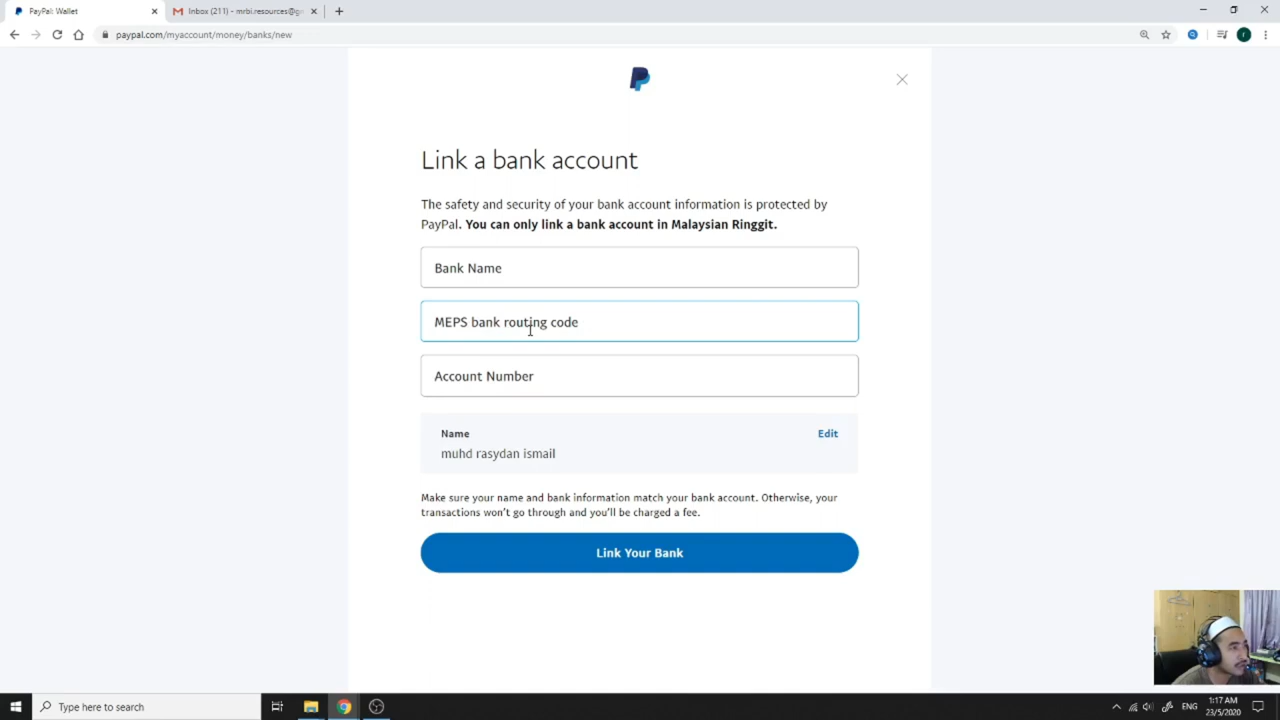 PayPal: Wallet
Inbox (211) - mrbi.resources@g
paypal.com/myaccount/money/banks/new
Link a bank account
The safety and security of your bank account information is protected by
PayPal. You can only link a bank account in Malaysian Ringgit.
Bank Name
MEPS bank routing code
Account Number
Name
Edit
muhd rasydan ismail
Make sure your name and bank information match your bank account. Otherwise, your
transactions won't go through and you'll be charged a fee.
Link Your Bank
Type here to search
ENG
1:17 AM
23/5/2020